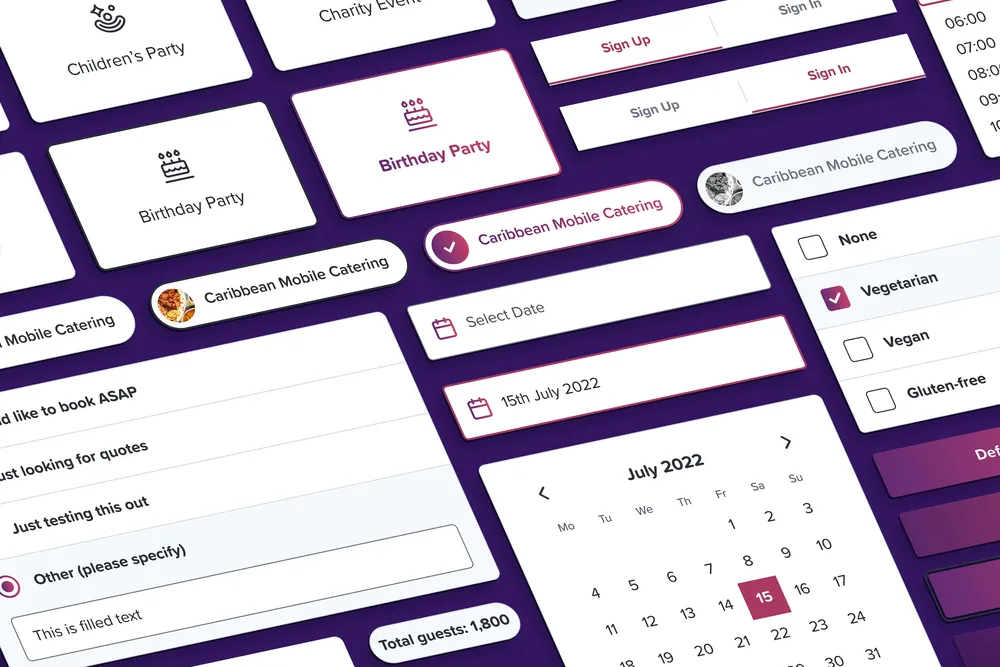 Children's Party
Charity Event
Sign Up
Sign In
Sign Up
Sign In
06:00
07:00
Birthday Party
Birthday Party
Caribbean Mobile Catering
Caribbean Mobile Catering
Caribbean Mobile Catering
Mobile Catering
Select Date
15th July 2022
None
Vegetarian
Vegan
Gluten-free
like to book ASAP
looking for quotes
Just testing this out
Other (please specify)
This is filled text
Total guests: 1,800
July 2022
Mo Tu We Th Fr Sa Su
1 2 3
4 5 6 7 8 9 10
11 12 13 14 15 16 17
18 19 20 21 22 23 24
30 31